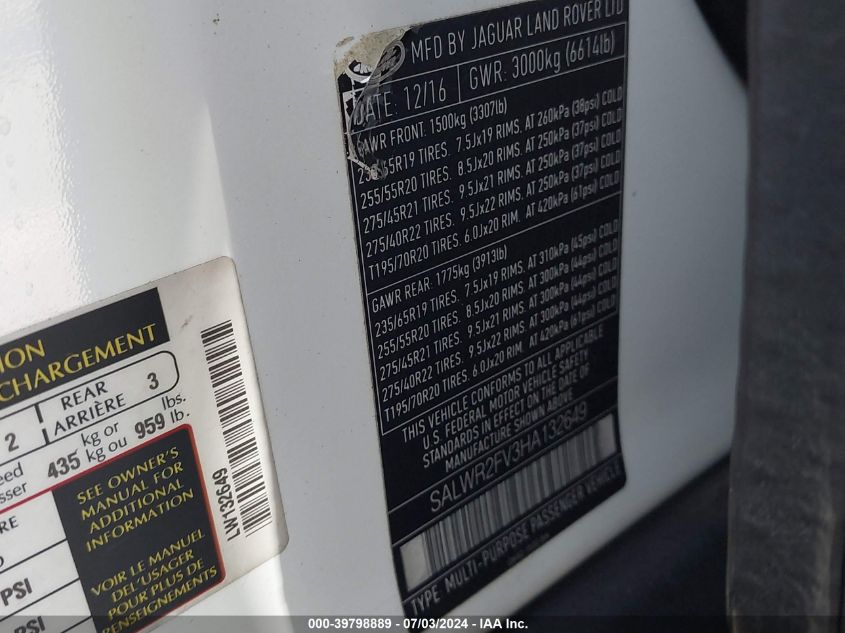 MFD BY JAGUAR LAND ROVER LTD
DATE: 12/16 GWR: 3000kg (6614lb)
GAWR FRONT: 1500kg (3307lb)
235/65R19 TIRES. 7.5Jx19 RIMS. AT 260kPa (38psi) COLD
255/55R20 TIRES. 8.5Jx20 RIMS. AT 250kPa (37psi) COLD
275/45R21 TIRES. 9.5Jx21 RIMS. AT 250kPa (37psi) COLD
275/40R22 TIRES. 9.5Jx22 RIMS. AT 250kPa (37psi) COLD
T195/70R20 TIRES. 6.0Jx20 RIM. AT 420kPa (61psi) COLD
GAWR REAR: 1775kg (3913lb)
235/65R19 TIRES. 7.5Jx19 RIMS. AT 310kPa (45psi) COLD
255/55R20 TIRES. 8.5Jx20 RIMS. AT 300kPa (44psi) COLD
275/45R21 TIRES. 9.5Jx21 RIMS. AT 300kPa (44psi) COLD
275/40R22 TIRES. 9.5Jx22 RIMS. AT 300kPa (44psi) COLD
T195/70R20 TIRES. 6.0Jx20 RIM. AT 420kPa (61psi) COLD
THIS VEHICLE CONFORMS TO ALL APPLICABLE
U.S. FEDERAL MOTOR VEHICLE SAFETY
STANDARDS IN EFFECT ON THE DATE OF
MANUFACTURE SHOWN ABOVE.
SALWR2FV3HA132649
TYPE: MULTI-PURPOSE PASSENGER VEHICLE
ION
CHARGEMENT
2 REAR 3
ARRIÈRE
eed 435 kg or 959 lbs.
sser kg ou lb.
LW132649
SEE OWNER'S
MANUAL FOR
ADDITIONAL
INFORMATION
RE
PSI
VOIR LE MANUEL
DEL'USAGER
POUR PLUS DE
RENSEIGNEMENTS
PSI
000-39798889 / 07/03/2024 - IAA Inc.